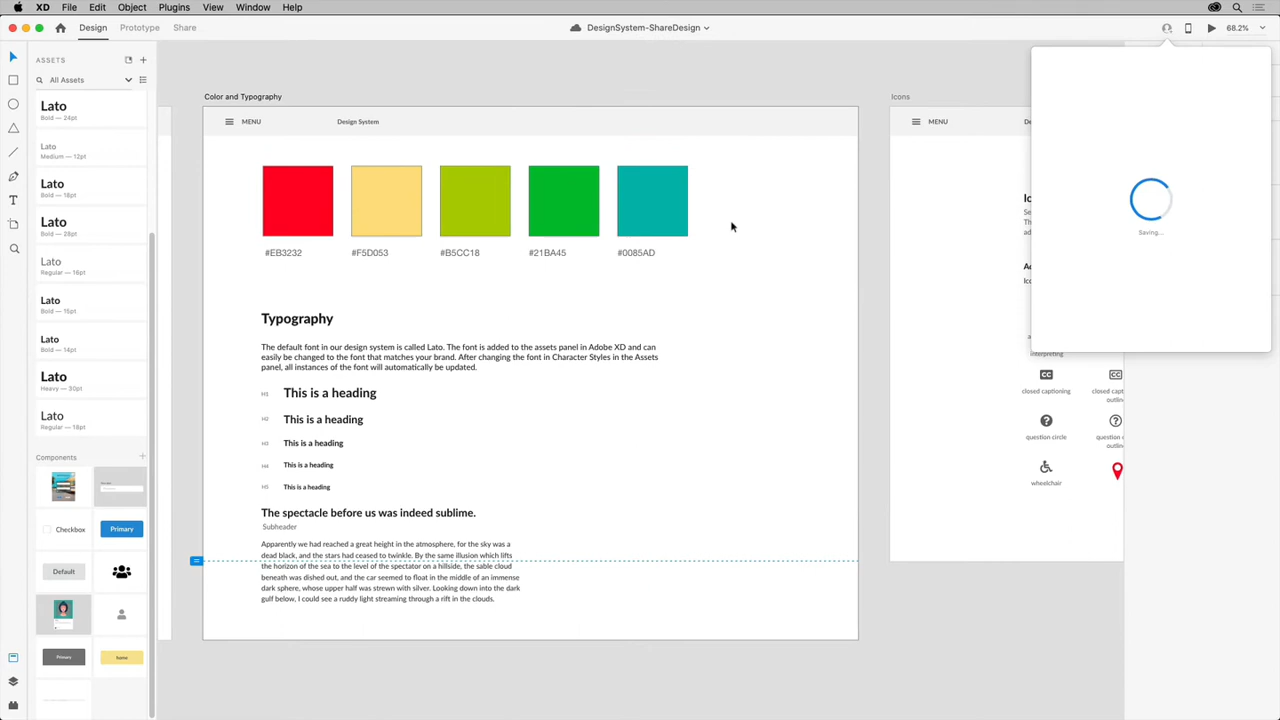 XD File Edit Object Plugins View Window Help
Design Prototype Share
DesignSystem-ShareDesign
68.2%
ASSETS
All Assets
Lato
Bold — 24pt
Lato
Medium — 12pt
Lato
Bold — 18pt
Lato
Bold — 28pt
Lato
Regular — 16pt
Lato
Bold — 15pt
Lato
Bold — 14pt
Lato
Heavy — 30pt
Lato
Regular — 18pt
Components
Checkbox
Primary
Default
Primary
Color and Typography
MENU
Design System
#EB3232
#F5D053
#B5CC18
#21BA45
#0085AD
Typography
The default font in our design system is called Lato. The font is added to the assets panel in Adobe XD and can
easily be changed to the font that matches your brand. After changing the font in Character Styles in the Assets
panel, all instances of the font will automatically be updated.
H1 This is a heading
H2 This is a heading
H3 This is a heading
H4 This is a heading
H5 This is a heading
The spectacle before us was indeed sublime.
Subheader
Apparently we had reached a great height in the atmosphere, for the sky was a
dead black, and the stars had ceased to twinkle. By the same illusion which lifts
the horizon of the sea to the level of the spectator on a hillside, the sable cloud
beneath was dished out, and the car seemed to float in the middle of an immense
dark sphere, whose upper half was strewn with silver. Looking down into the dark
gulf below, I could see a ruddy light streaming through a rift in the clouds.
Icons
MENU
Saving...
interpreting
closed captioning
closed capt
outlin
question circle
question
outlin
wheelchair